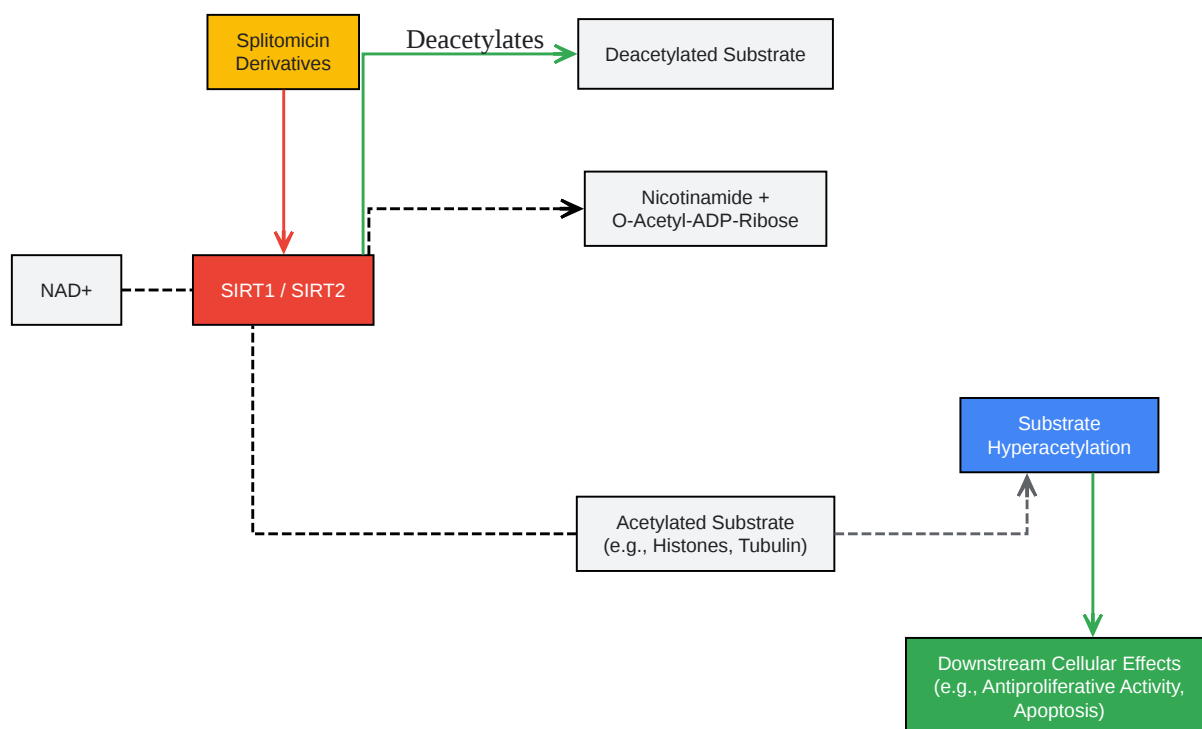 Splitomicin
Derivatives
Deacetylates
Deacetylated Substrate
Nicotinamide +
O-Acetyl-ADP-Ribose
NAD+
SIRT1 / SIRT2
Substrate
Hyperacetylation
Acetylated Substrate
(e.g., Histones, Tubulin)
Downstream Cellular Effects
(e.g., Antiproliferative Activity,
Apoptosis)